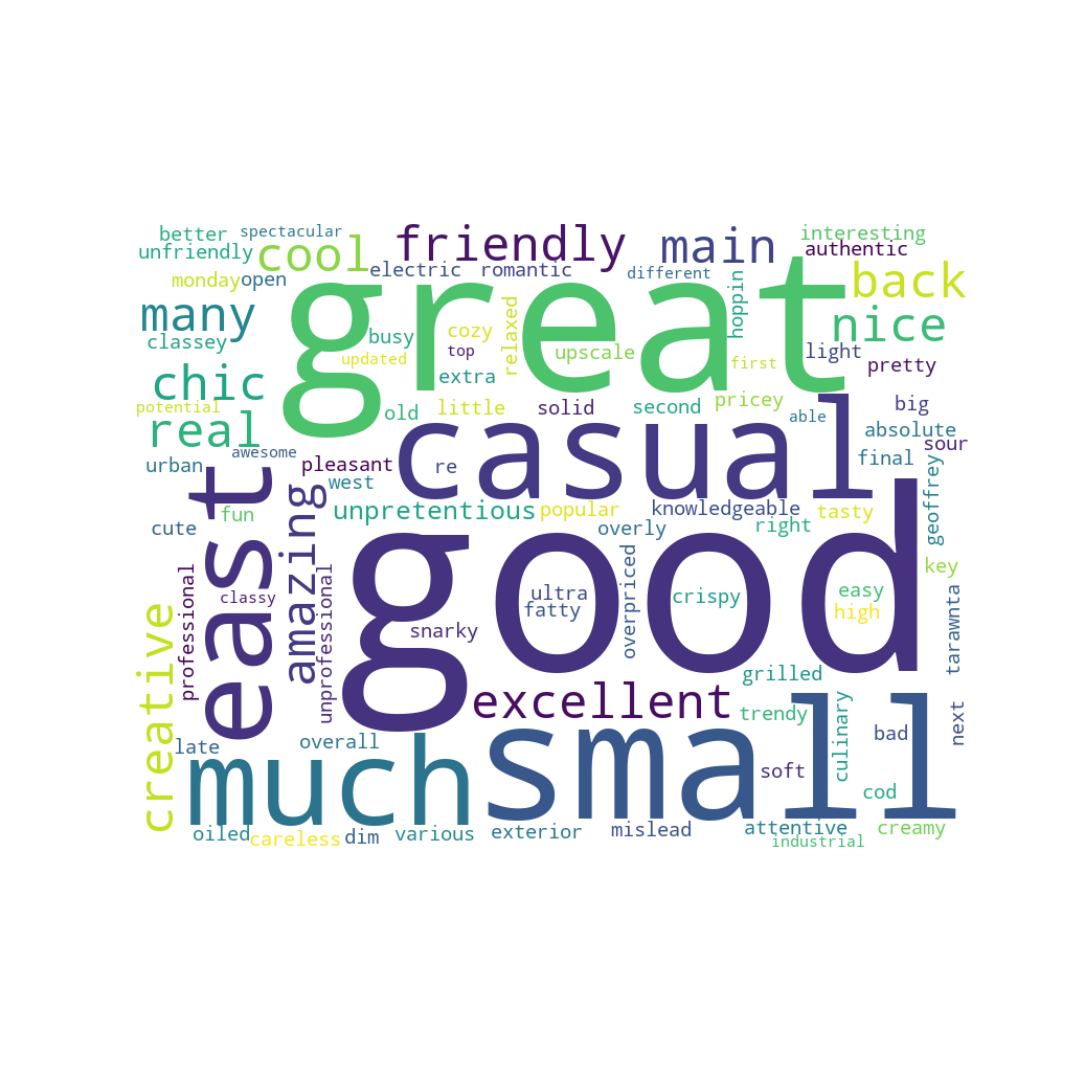 better
spectacular
friendly
main
interesting
unfriendly
cool
authentic
electric
romantic
different
monday
open
great
back
many
hoppin
nice
relaxed
busy
cozy
classey
updated
top
upscale
light
first
pretty
chic
extra
potential
old
little
solid
second
pricey
big
able
real
casual
absolute
sour
awesome
urban
pleasant
re
final
east
west
geoffrey
amazing
fun
unpretentious
popular
knowledgeable
tasty
cute
overly
right
good
key
professional
unprofessional
classy
ultra
fatty
crispy
easy
high
overpriced
tarawnta
snarky
creative
grilled
excellent
trendy
culinary
next
late
overall
much
small
bad
soft
cod
oiled
careless
dim
various
exterior
mislead
attentive
creamy
industrial